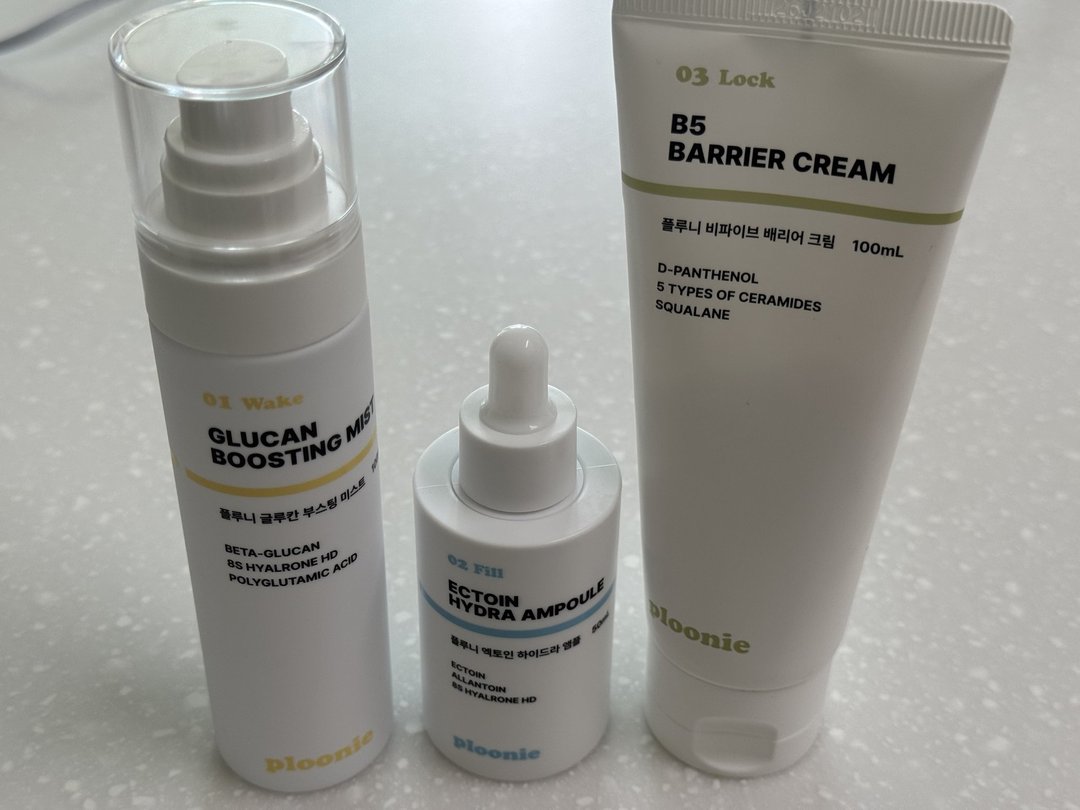 01 Wake
GLUCAN
BOOSTING MIST
플루니 글루칸 부스팅 미스트
BETA-GLUCAN
8S HYALRONE HD
POLYGLUTAMIC ACID
ploonie
02 Fill
ECTOIN
HYDRA AMPOULE
플루니 엑토인 하이드라 앰플 50mL
ECTOIN
ALLANTOIN
8S HYALRONE HD
ploonie
03 Lock
B5
BARRIER CREAM
플루니 비파이브 배리어 크림 100mL
D-PANTHENOL
5 TYPES OF CERAMIDES
SQUALANE
ploonie